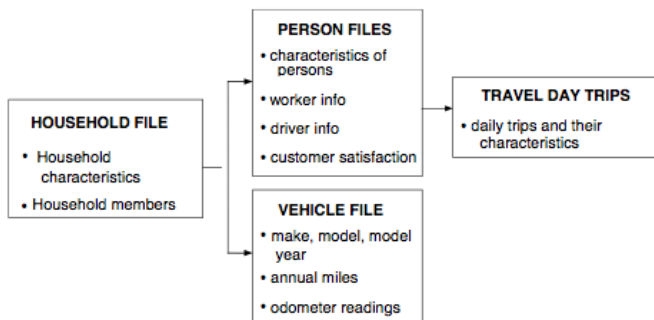 HOUSEHOLD FILE
• Household
characteristics
• Household members
PERSON FILES
• characteristics of
persons
• worker info
• driver info
• customer satisfaction
VEHICLE FILE
• make, model, model
year
• annual miles
• odometer readings
TRAVEL DAY TRIPS
• daily trips and their
characteristics